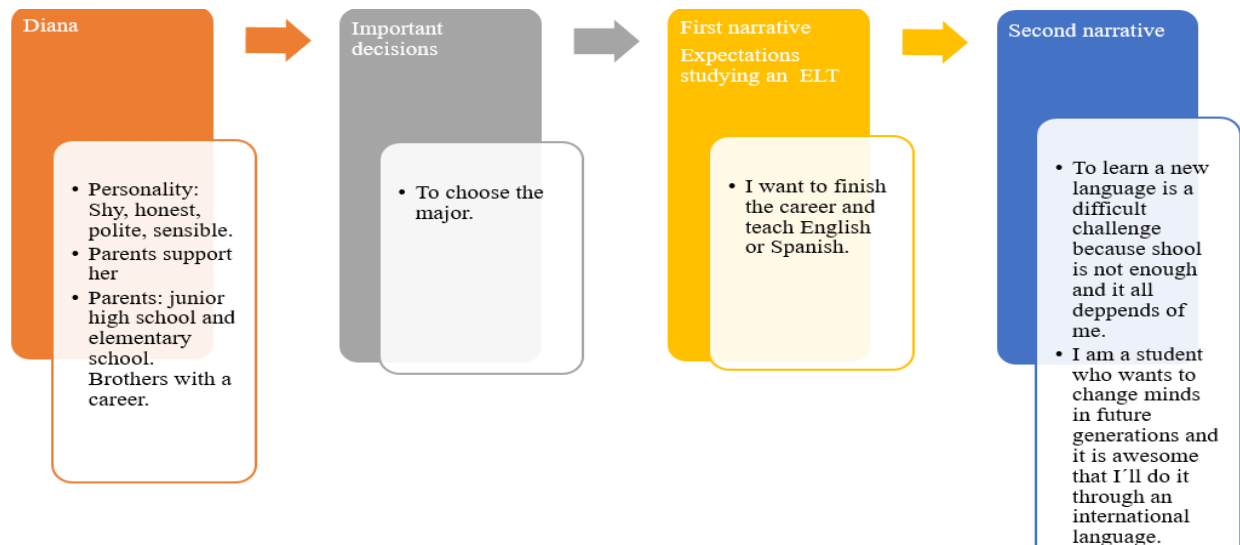 Diana
• Personality:
Shy, honest,
polite, sensible.
• Parents support
her
• Parents: junior
high school and
elementary
school.
Brothers with a
career.
Important
decisions
• To choose the
major.
First narrative
Expectations
studying an ELT
• I want to finish
the career and
teach English
or Spanish.
Second narrative
• To learn a new
language is a
difficult
challenge
because shool
is not enough
and it all
deppends of
me.
• I am a student
who wants to
change minds
in future
generations and
it is awesome
that I´ll do it
through an
international
language.